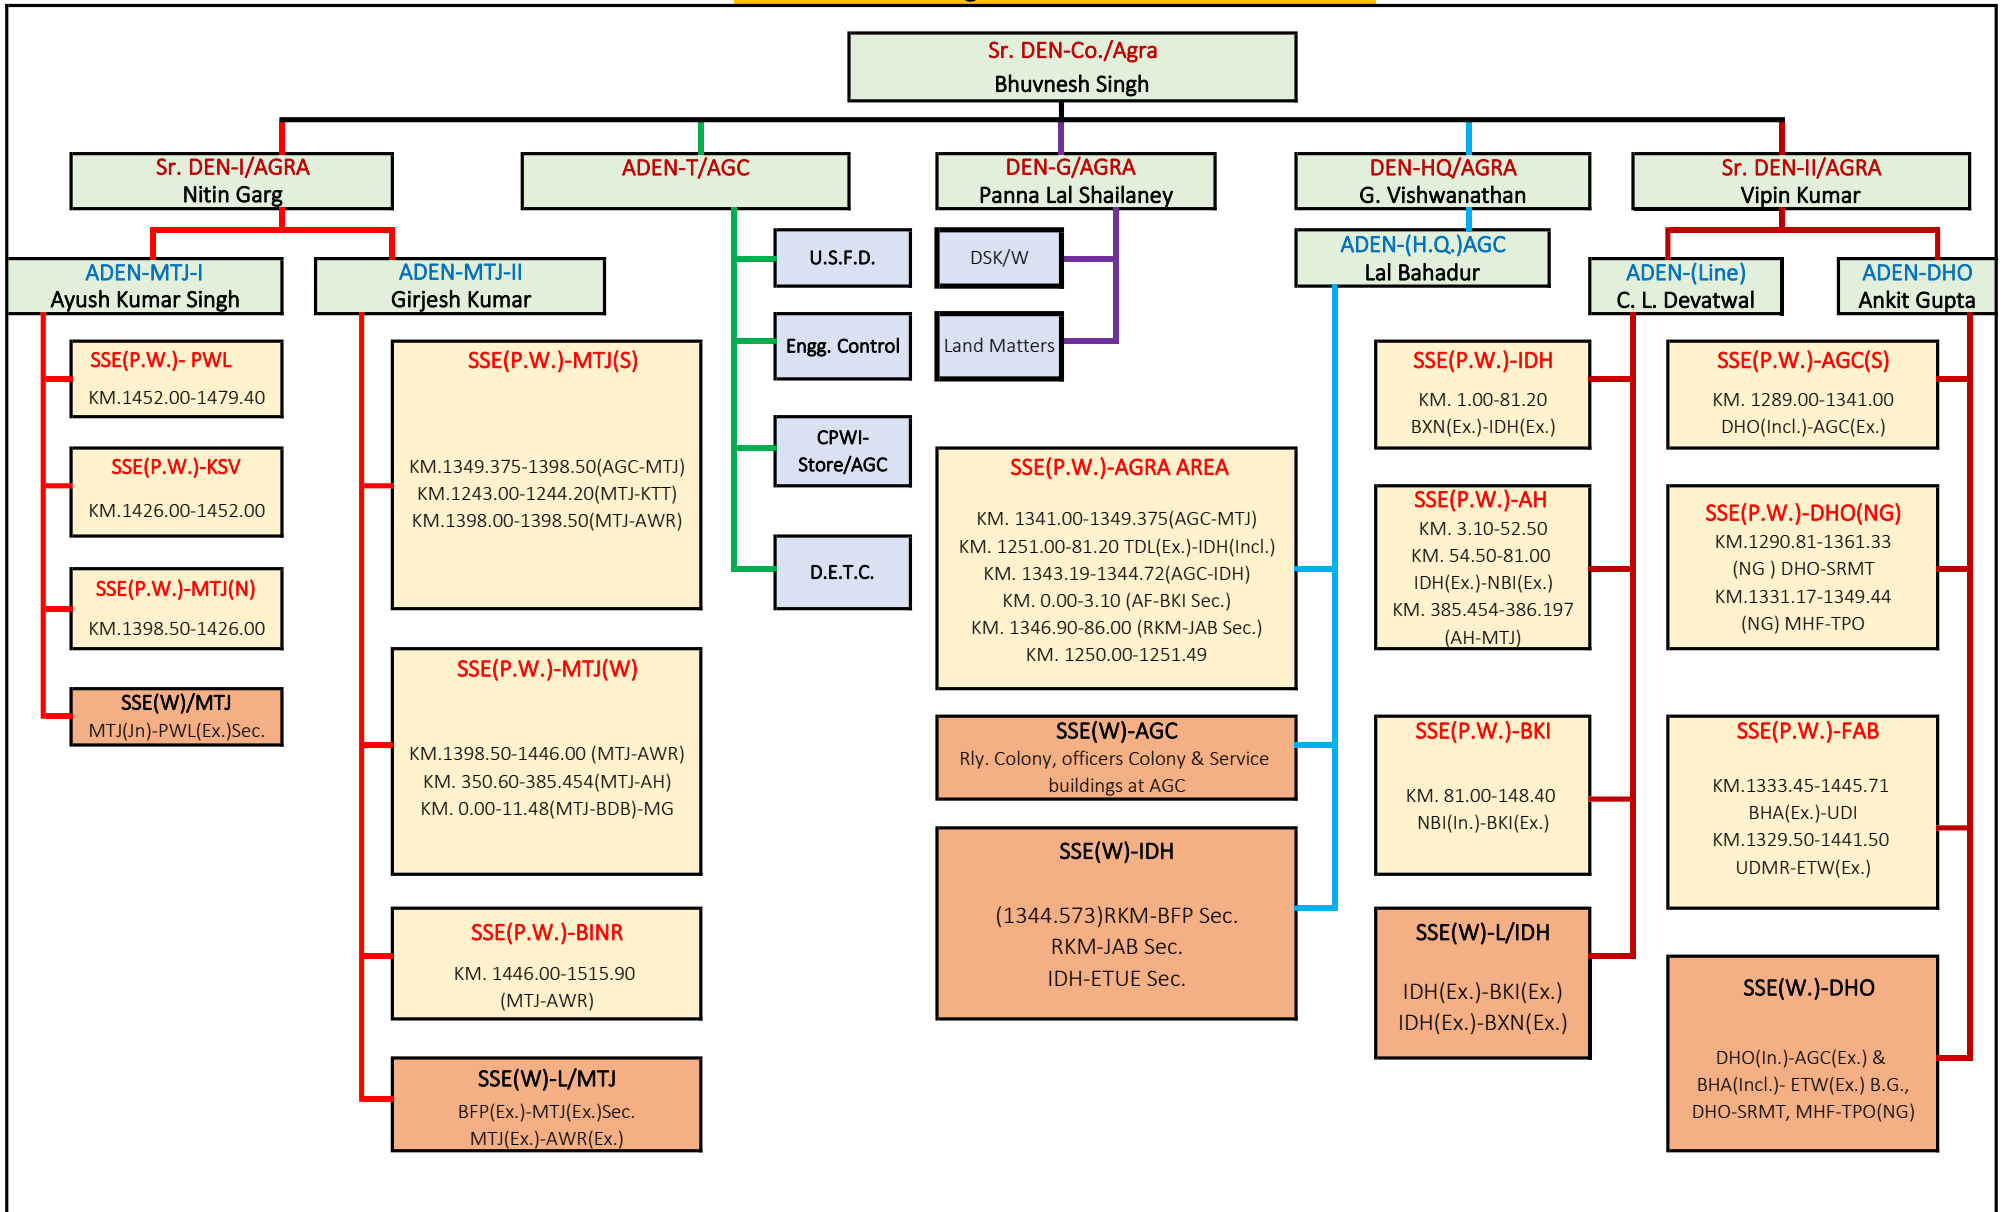 Sr. DEN-Co./Agra
Bhuvnesh Singh
Sr. DEN-I/AGRA
Nitin Garg
ADEN-T/AGC
DEN-G/AGRA
Panna Lal Shailaney
DEN-HQ/AGRA
G. Vishwanathan
Sr. DEN-II/AGRA
Vipin Kumar
ADEN-MTJ-I
Ayush Kumar Singh
ADEN-MTJ-II
Girjesh Kumar
U.S.F.D.
DSK/W
ADEN-(H.Q.)AGC
Lal Bahadur
ADEN-(Line)
C. L. Devatwal
ADEN-DHO
Ankit Gupta
SSE(P.W.)- PWL
KM.1452.00-1479.40
SSE(P.W.)-KSV
KM.1426.00-1452.00
SSE(P.W.)-MTJ(N)
KM.1398.50-1426.00
SSE(W)/MTJ
MTJ(Jn)-PWL(Ex.)Sec.
SSE(P.W.)-MTJ(S)
KM.1349.375-1398.50(AGC-MTJ)
KM.1243.00-1244.20(MTJ-KTT)
KM.1398.00-1398.50(MTJ-AWR)
SSE(P.W.)-MTJ(W)
KM.1398.50-1446.00 (MTJ-AWR)
KM. 350.60-385.454(MTJ-AH)
KM. 0.00-11.48(MTJ-BDB)-MG
SSE(P.W.)-BINR
KM. 1446.00-1515.90
(MTJ-AWR)
SSE(W)-L/MTJ
BFP(Ex.)-MTJ(Ex.)Sec.
MTJ(Ex.)-AWR(Ex.)
Engg. Control
CPWI-
Store/AGC
D.E.T.C.
Land Matters
SSE(P.W.)-AGRA AREA
KM. 1341.00-1349.375(AGC-MTJ)
KM. 1251.00-81.20 TDL(Ex.)-IDH(Incl.)
KM. 1343.19-1344.72(AGC-IDH)
KM. 0.00-3.10 (AF-BKI Sec.)
KM. 1346.90-86.00 (RKM-JAB Sec.)
KM. 1250.00-1251.49
SSE(W)-AGC
Rly. Colony, officers Colony & Service
buildings at AGC
SSE(W)-IDH
(1344.573)RKM-BFP Sec.
RKM-JAB Sec.
IDH-ETUE Sec.
SSE(P.W.)-IDH
KM. 1.00-81.20
BXN(Ex.)-IDH(Ex.)
SSE(P.W.)-AH
KM. 3.10-52.50
KM. 54.50-81.00
IDH(Ex.)-NBI(Ex.)
KM. 385.454-386.197
(AH-MTJ)
SSE(P.W.)-BKI
KM. 81.00-148.40
NBI(In.)-BKI(Ex.)
SSE(W)-L/IDH
IDH(Ex.)-BKI(Ex.)
IDH(Ex.)-BXN(Ex.)
SSE(P.W.)-AGC(S)
KM. 1289.00-1341.00
DHO(Incl.)-AGC(Ex.)
SSE(P.W.)-DHO(NG)
KM.1290.81-1361.33
(NG ) DHO-SRMT
KM.1331.17-1349.44
(NG) MHF-TPO
SSE(P.W.)-FAB
KM.1333.45-1445.71
BHA(Ex.)-UDI
KM.1329.50-1441.50
UDMR-ETW(Ex.)
SSE(W.)-DHO
DHO(In.)-AGC(Ex.) &
BHA(Incl.)- ETW(Ex.) B.G.,
DHO-SRMT, MHF-TPO(NG)